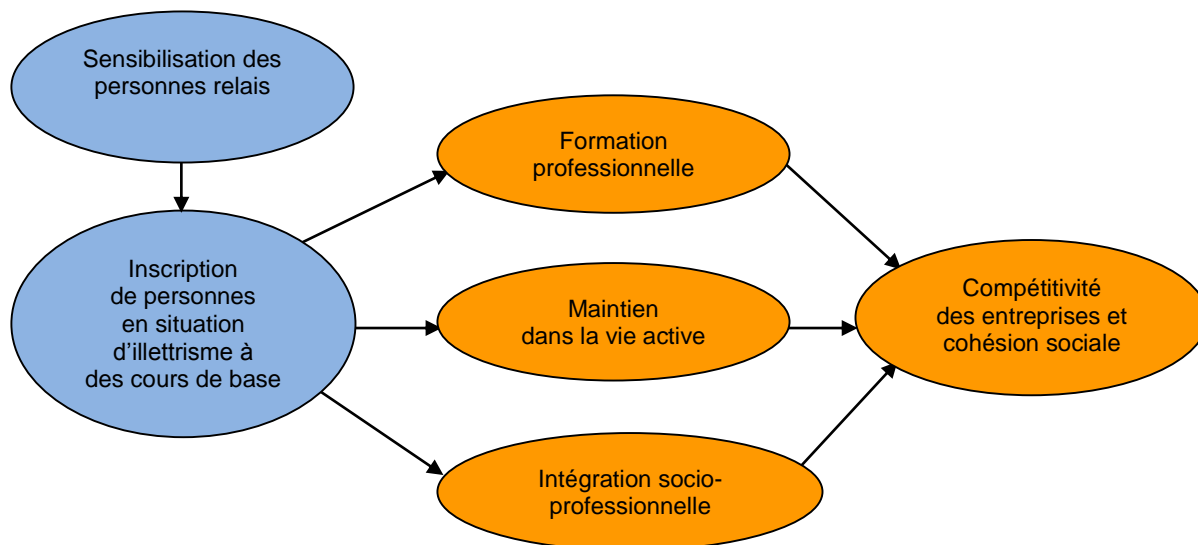 Sensibilisation des
personnes relais
Formation
professionnelle
Inscription
de personnes
en situation
d'illettrisme à
des cours de base
Maintien
dans la vie active
Compétitivité
des entreprises et
cohésion sociale
Intégration socio-
professionnelle